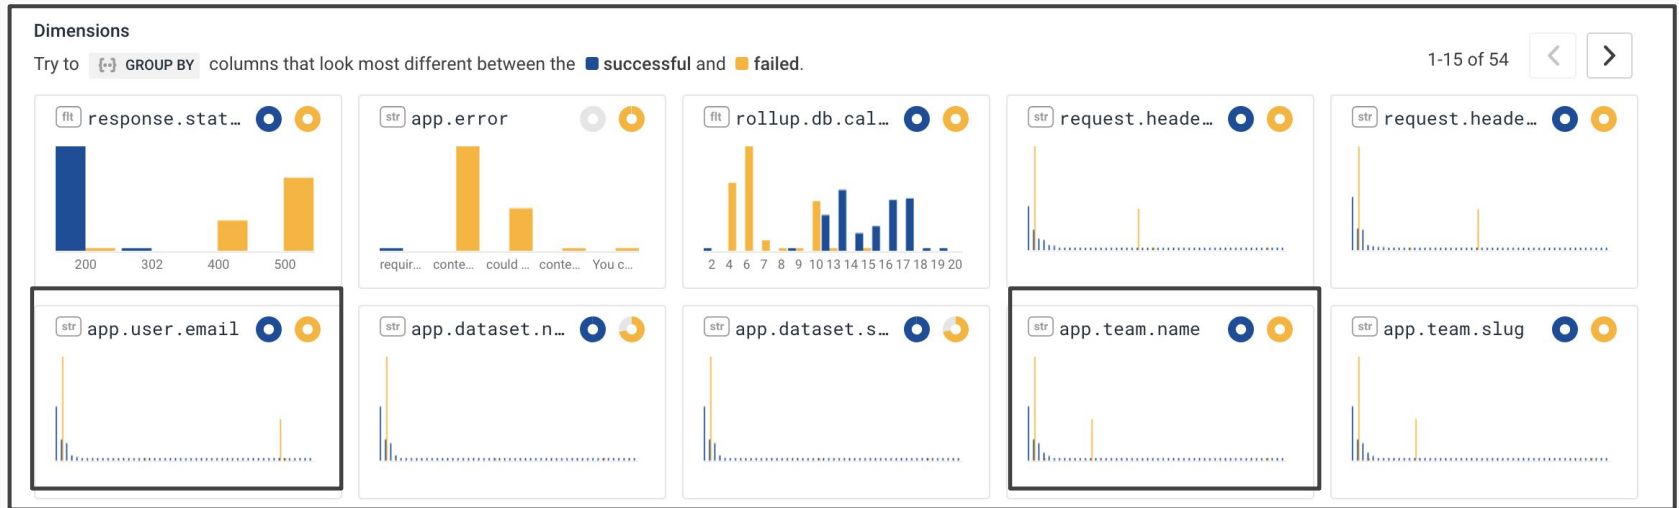 Dimensions
Try to {··} GROUP BY columns that look most different between the successful and failed.
1-15 of 54
flt response.stat...
200 302 400 500
str app.error
requir... conte... could ... conte... You c...
flt rollup.db.cal...
2 4 6 7 8 9 10 13 14 15 16 17 18 19 20
str request.heade...
str request.heade...
str app.user.email
str app.dataset.n...
str app.dataset.s...
str app.team.name
str app.team.slug